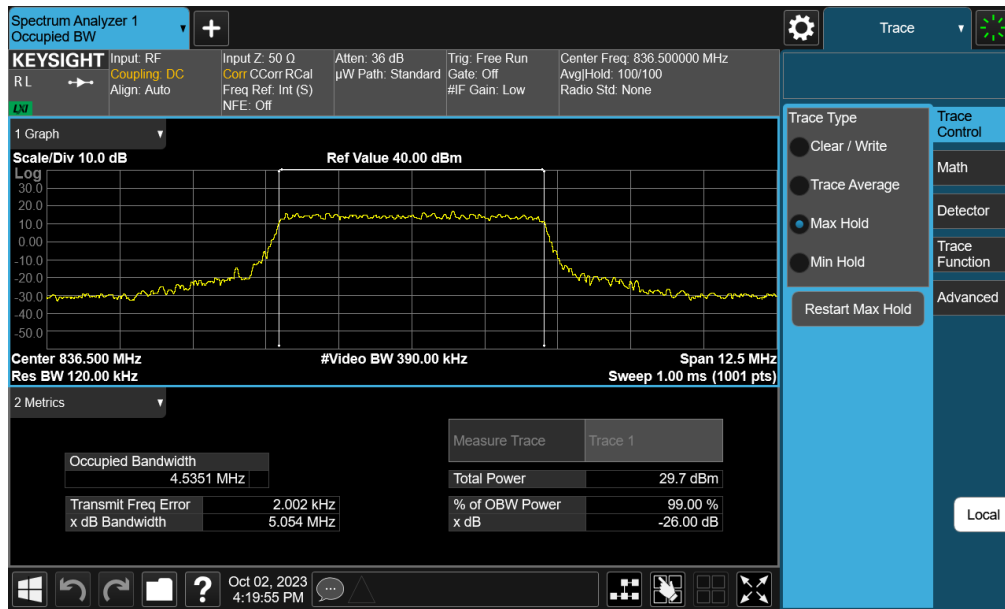 Spectrum Analyzer 1
Occupied BW
Trace
KEYSIGHT
R L
LXI
Input: RF
Coupling: DC
Align: Auto
Input Z: 50 Ω
Corr CCorr RCal
Freq Ref: Int (S)
NFE: Off
Atten: 36 dB
µW Path: Standard
Trig: Free Run
Gate: Off
#IF Gain: Low
Center Freq: 836.500000 MHz
Avg|Hold: 100/100
Radio Std: None
1 Graph
Scale/Div 10.0 dB
Ref Value 40.00 dBm
Log
30.0
20.0
10.0
0.00
-10.0
-20.0
-30.0
-40.0
-50.0
Center 836.500 MHz
#Video BW 390.00 kHz
Span 12.5 MHz
Res BW 120.00 kHz
Sweep 1.00 ms (1001 pts)
2 Metrics
Measure Trace
Trace 1
Occupied Bandwidth
4.5351 MHz
Total Power
29.7 dBm
Transmit Freq Error
2.002 kHz
% of OBW Power
99.00 %
x dB Bandwidth
5.054 MHz
x dB
-26.00 dB
Trace Type
Clear / Write
Trace Average
Max Hold
Min Hold
Restart Max Hold
Trace
Control
Math
Detector
Trace
Function
Advanced
Local
?
Oct 02, 2023
4:19:55 PM